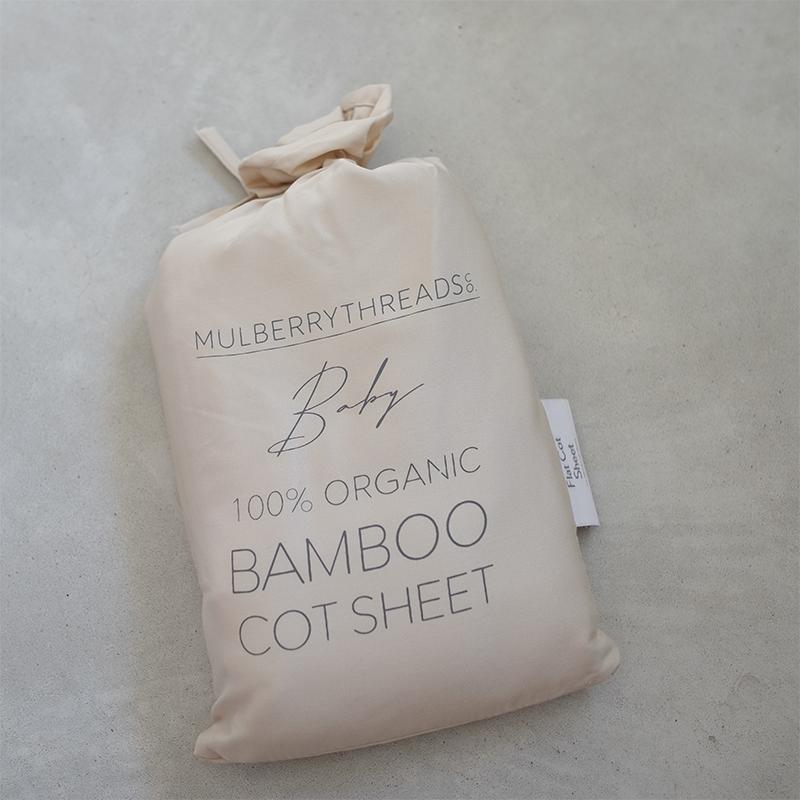 MULBERRYTHREADS CO.
Baby
100% ORGANIC
BAMBOO
COT SHEET
Flat Cot
Sheet